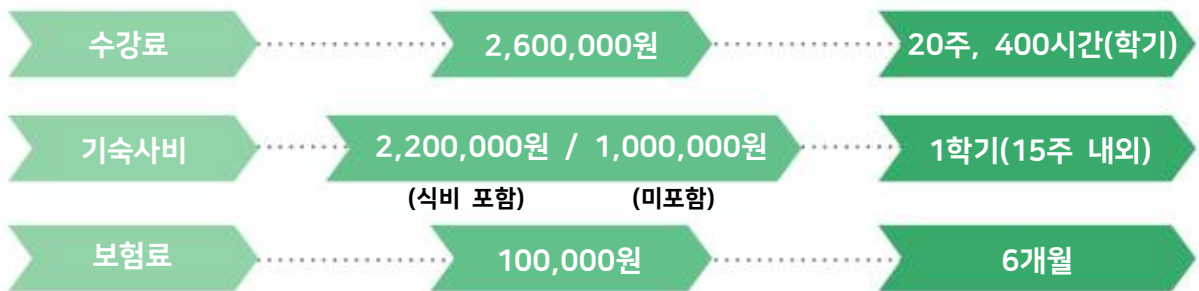 수강료 2,600,000원 20주, 400시간(학기)
기숙사비 2,200,000원 / 1,000,000원 1학기(15주 내외)
(식비 포함) (미포함)
보험료 100,000원 6개월